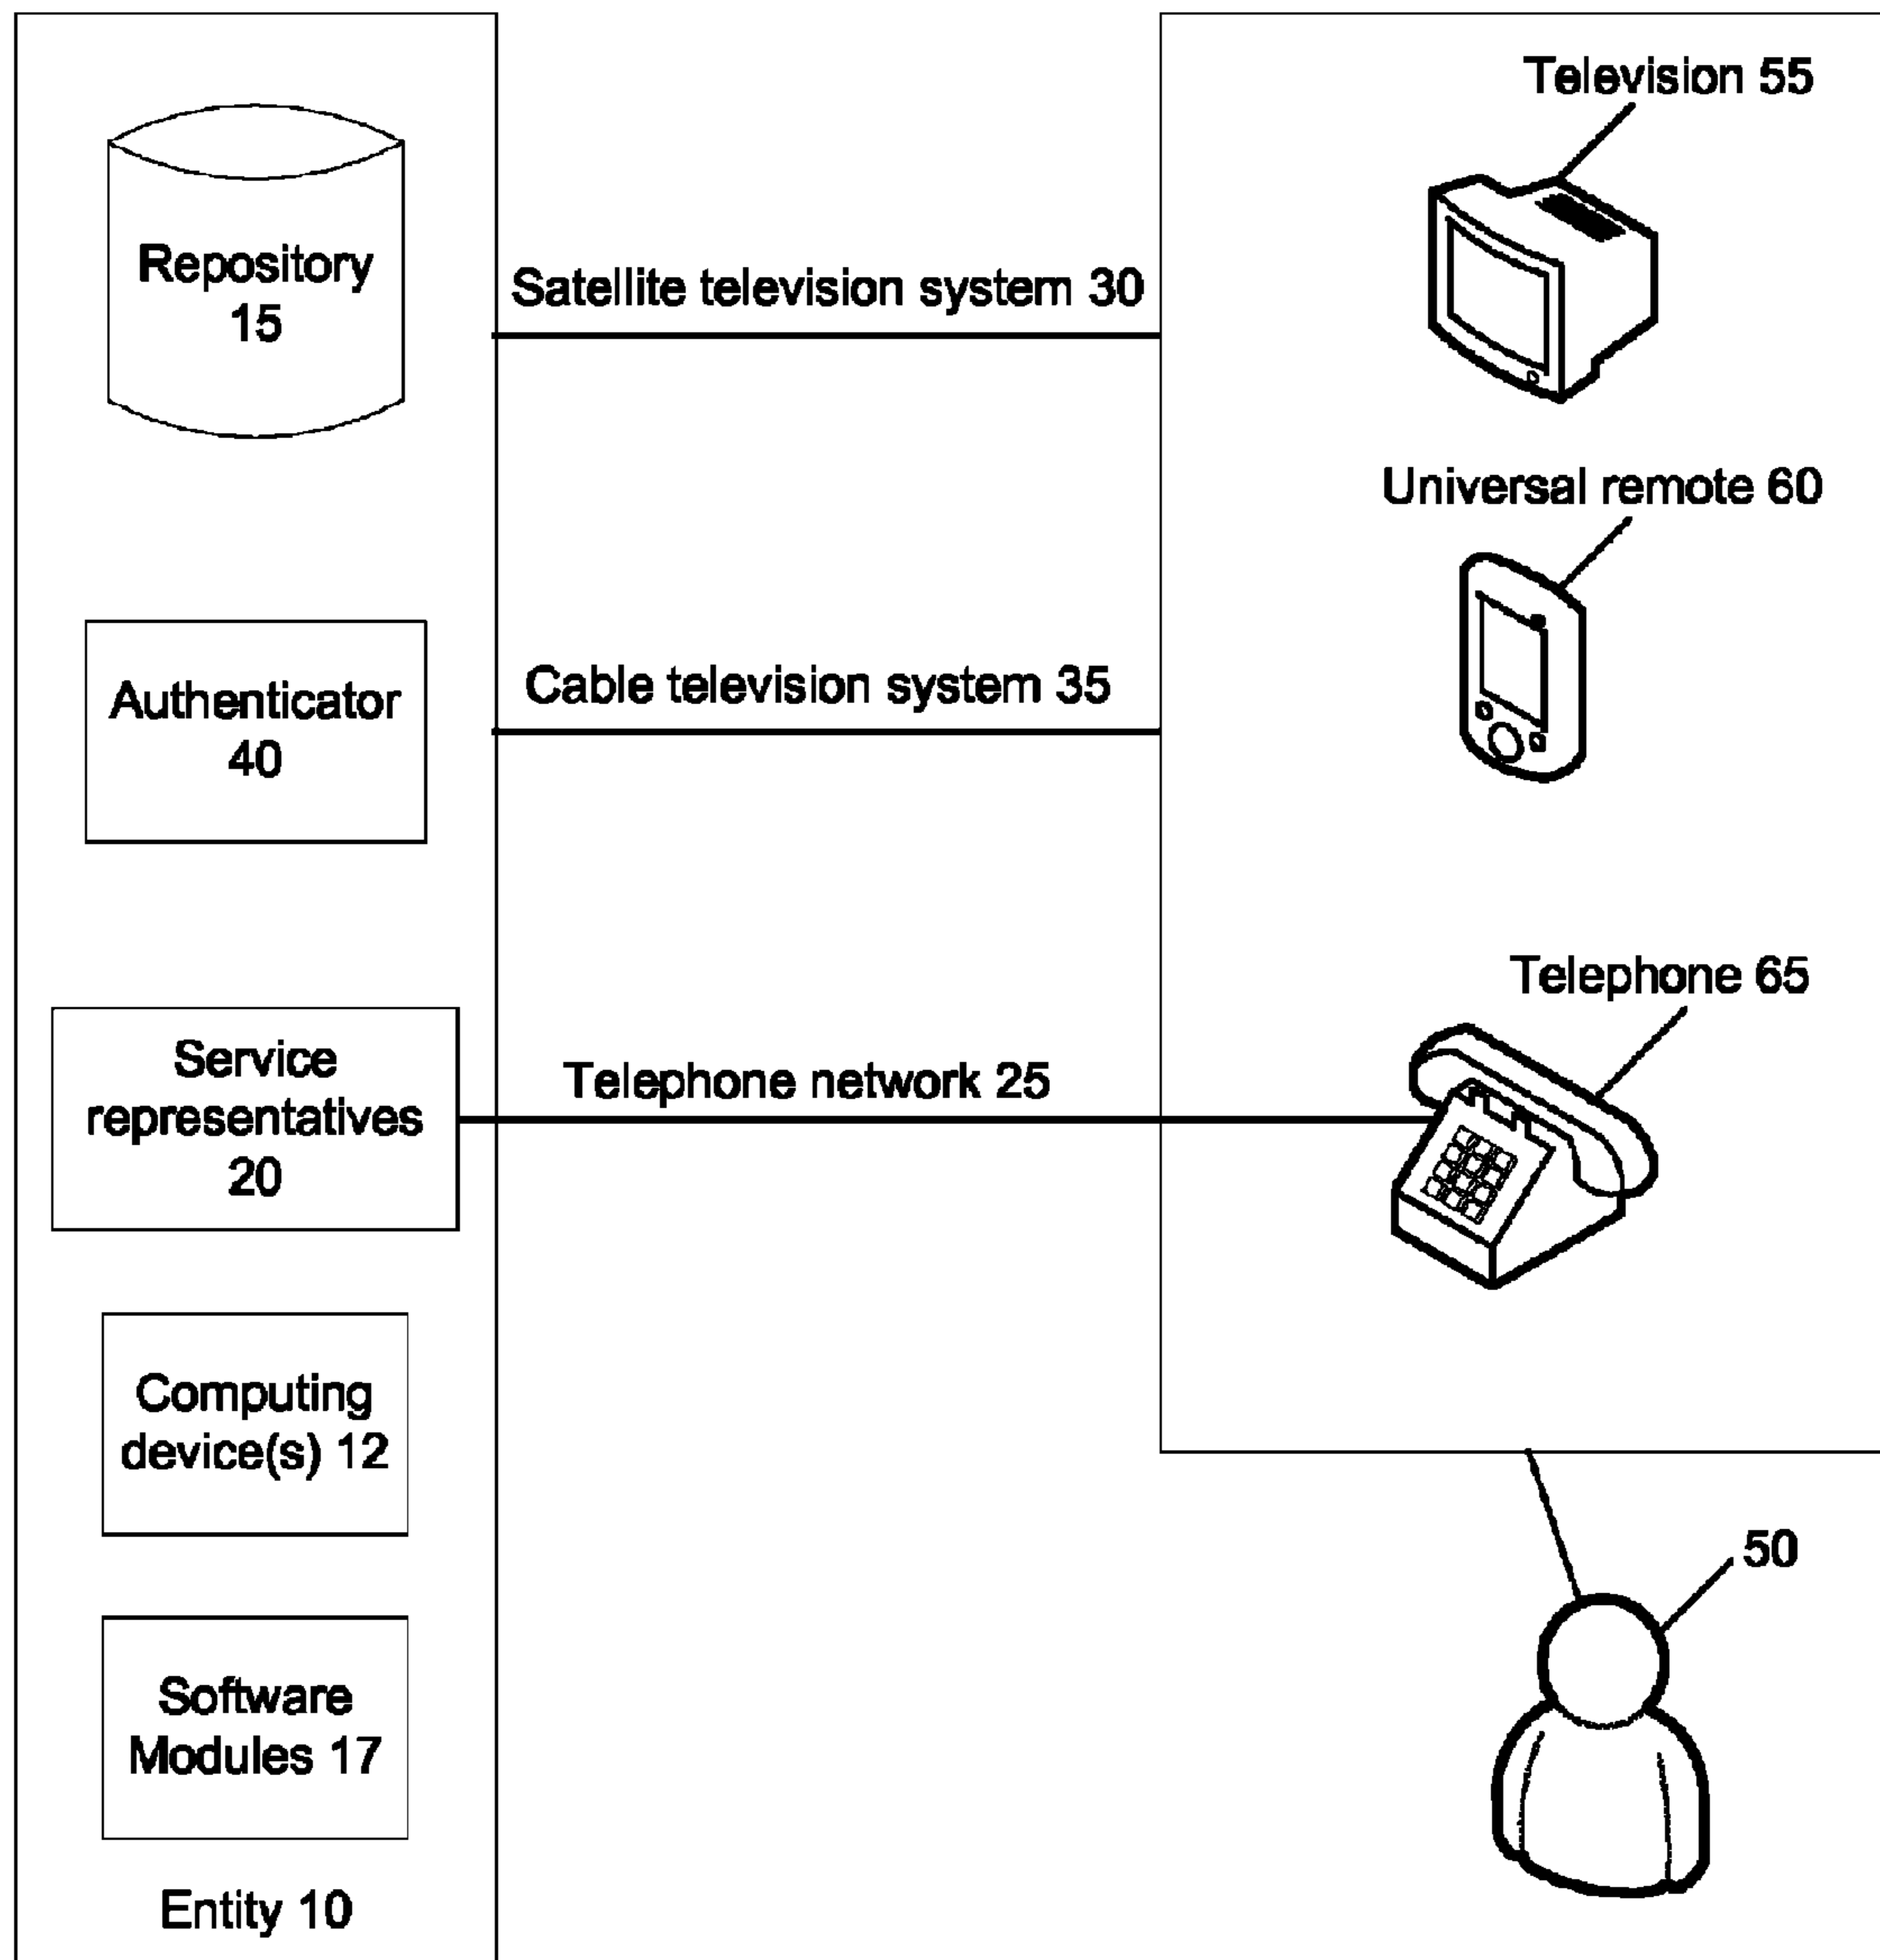 Repository
15
Authenticator
40
Service
representatives
20
Computing
device(s) 12
Software
Modules 17
Entity 10
Satellite television system 30
Cable television system 35
Telephone network 25
Television 55
Universal remote 60
Telephone 65
50